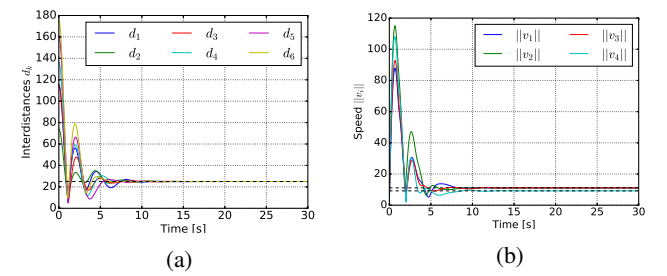 180
160
140
120
100
80
60
40
20
0
0 5 10 15 20 25 30
Interdistances d_k
Time [s]
d_1 d_3 d_5
d_2 d_4 d_6
(a)
120
100
80
60
40
20
0
0 5 10 15 20 25 30
Speed ||v_i||
Time [s]
||v_1|| ||v_3||
||v_2|| ||v_4||
(b)